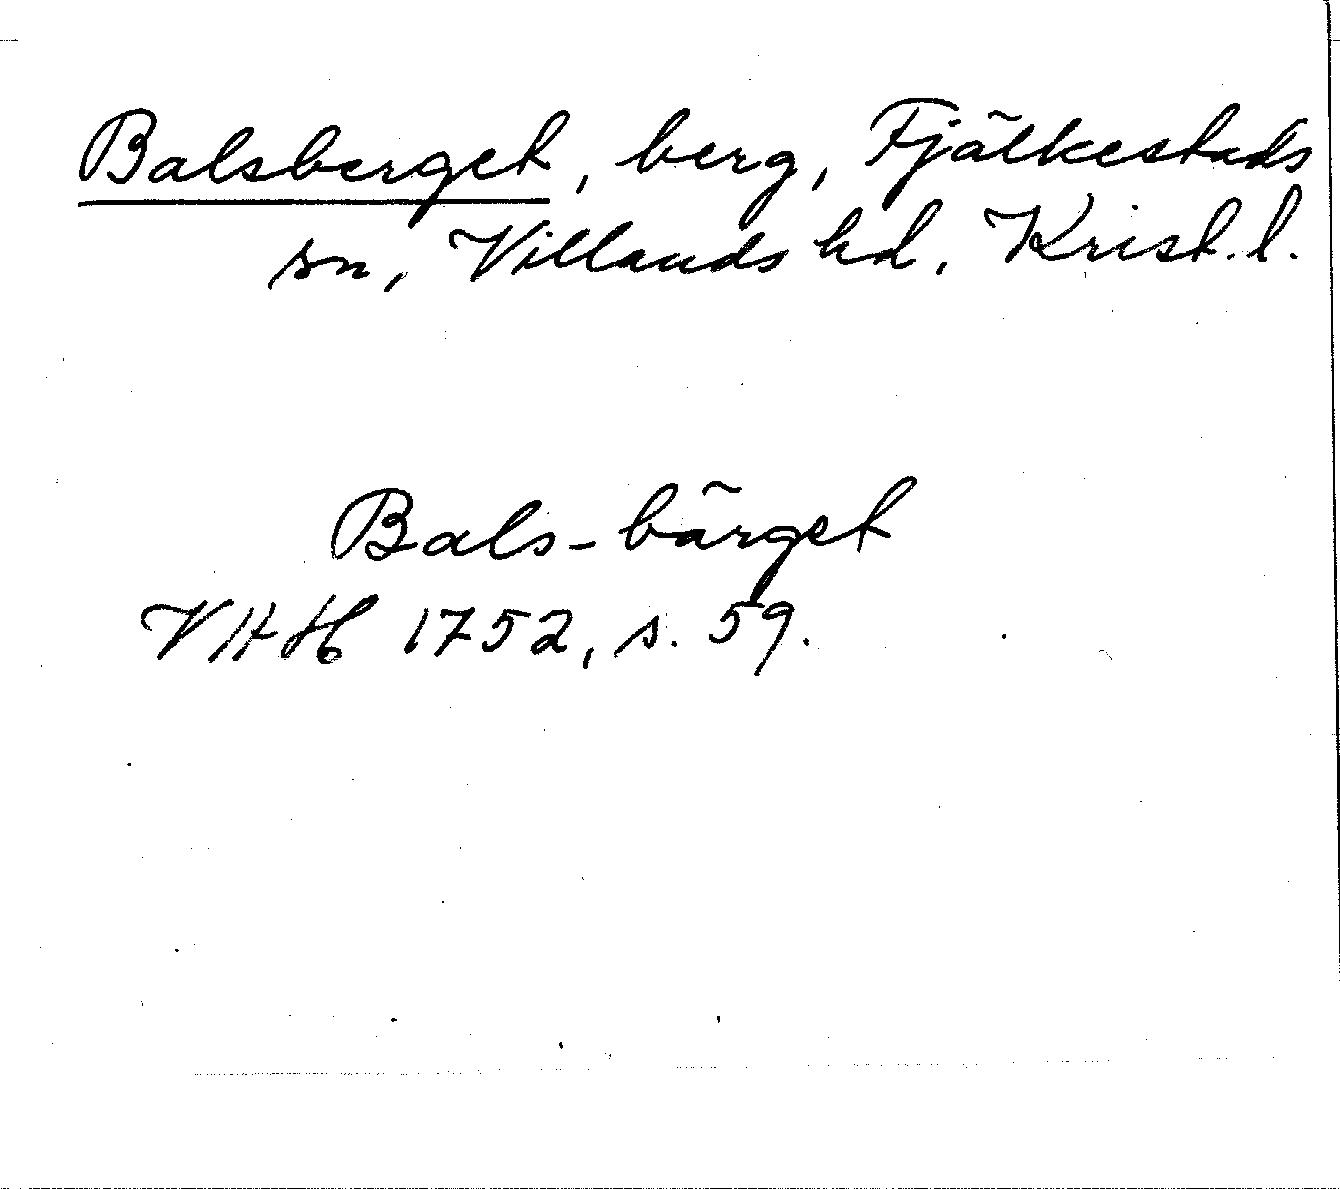 Balsberget, berg, Fjälkestads
sn, Villands hd, Krist. l.
Bals-bärget
VHH 1752, s. 59.